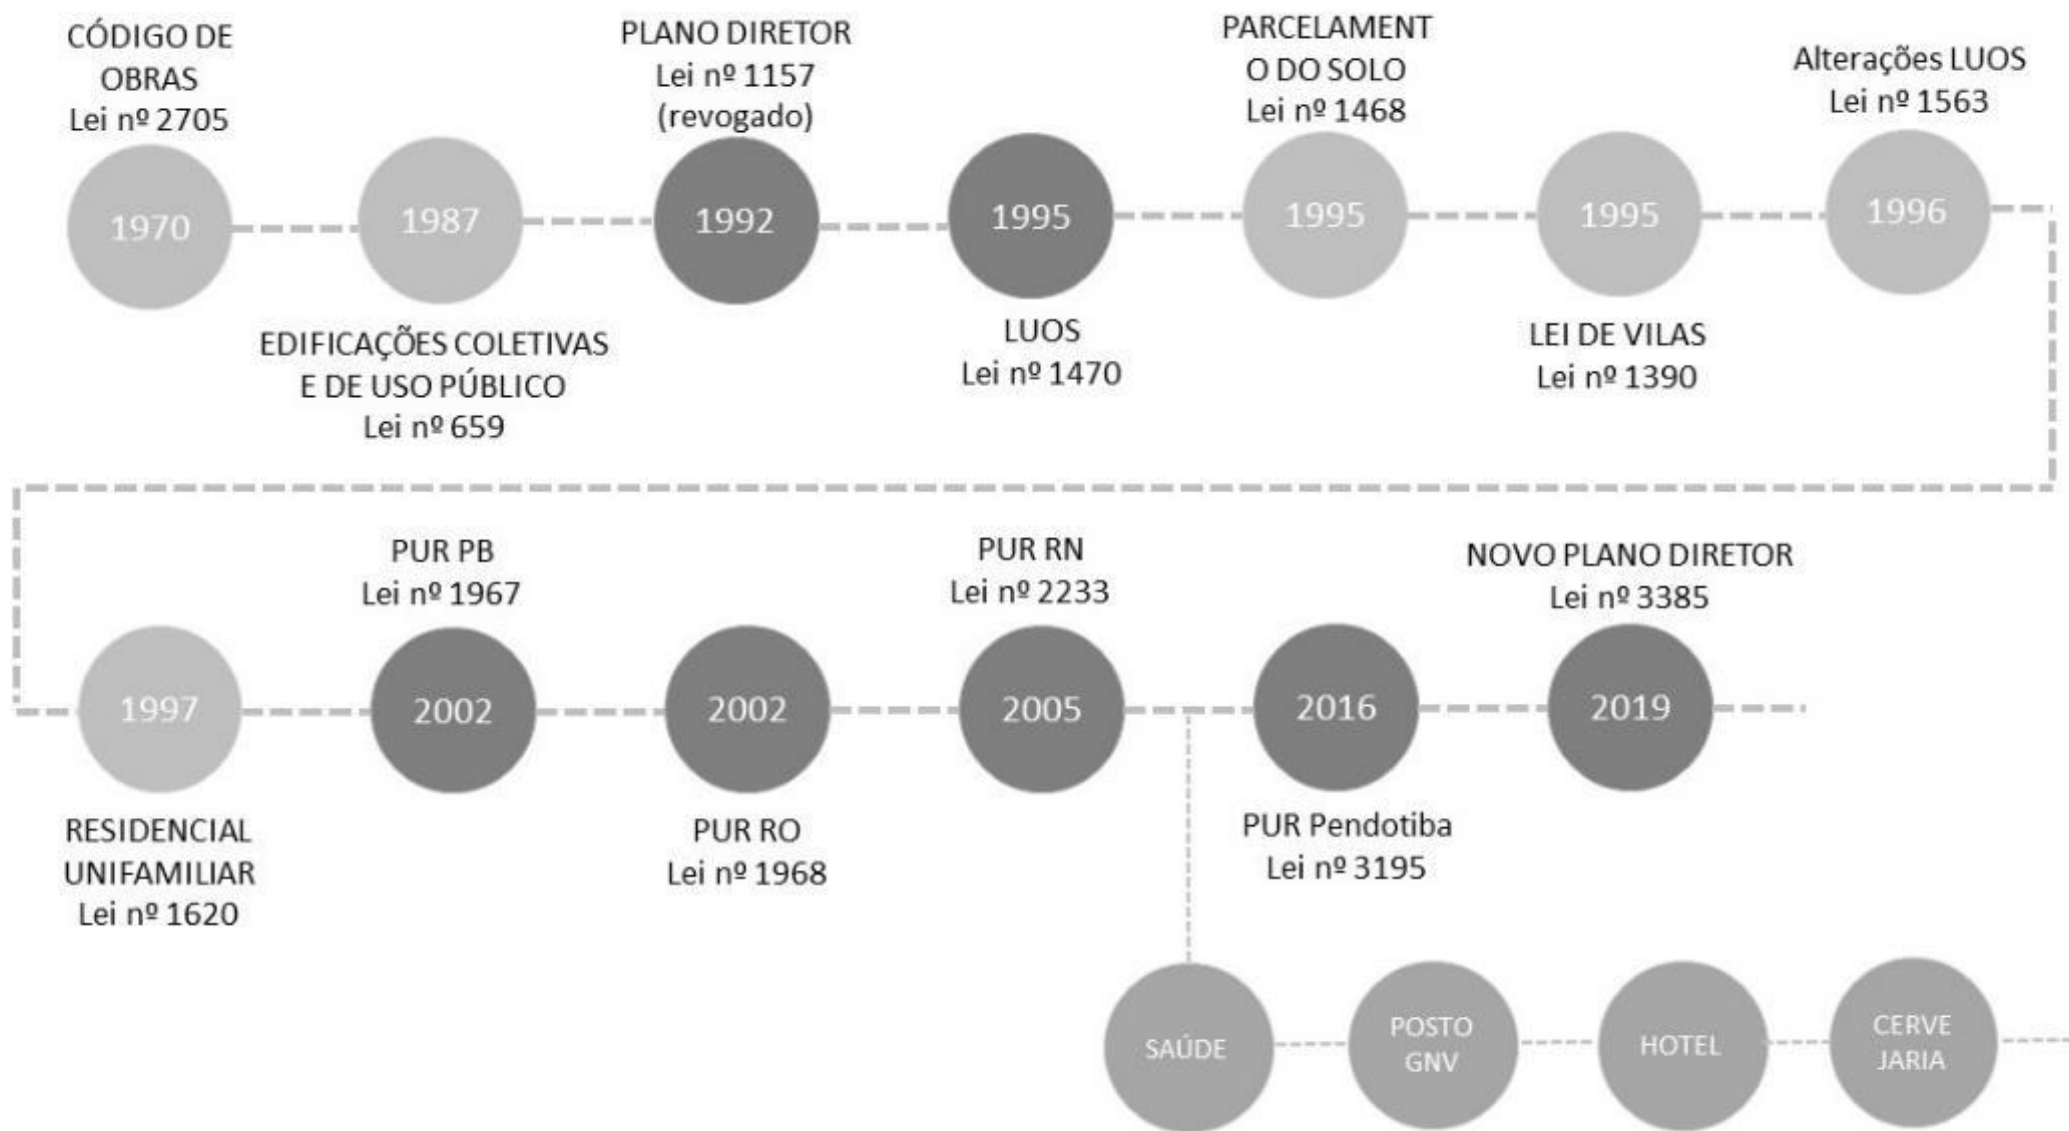 CÓDIGO DE
OBRAS
Lei nº 2705
1970
1987
EDIFICAÇÕES COLETIVAS
E DE USO PÚBLICO
Lei nº 659
PLANO DIRETOR
Lei nº 1157
(revogado)
1992
1995
LUOS
Lei nº 1470
PARCELAMENT
O DO SOLO
Lei nº 1468
1995
1995
LEI DE VILAS
Lei nº 1390
Alterações LUOS
Lei nº 1563
1996
1997
RESIDENCIAL
UNIFAMILIAR
Lei nº 1620
PUR PB
Lei nº 1967
2002
2002
PUR RO
Lei nº 1968
PUR RN
Lei nº 2233
2005
2016
PUR Pendotiba
Lei nº 3195
NOVO PLANO DIRETOR
Lei nº 3385
2019
SAÚDE
POSTO
GNV
HOTEL
CERVE
JARIA